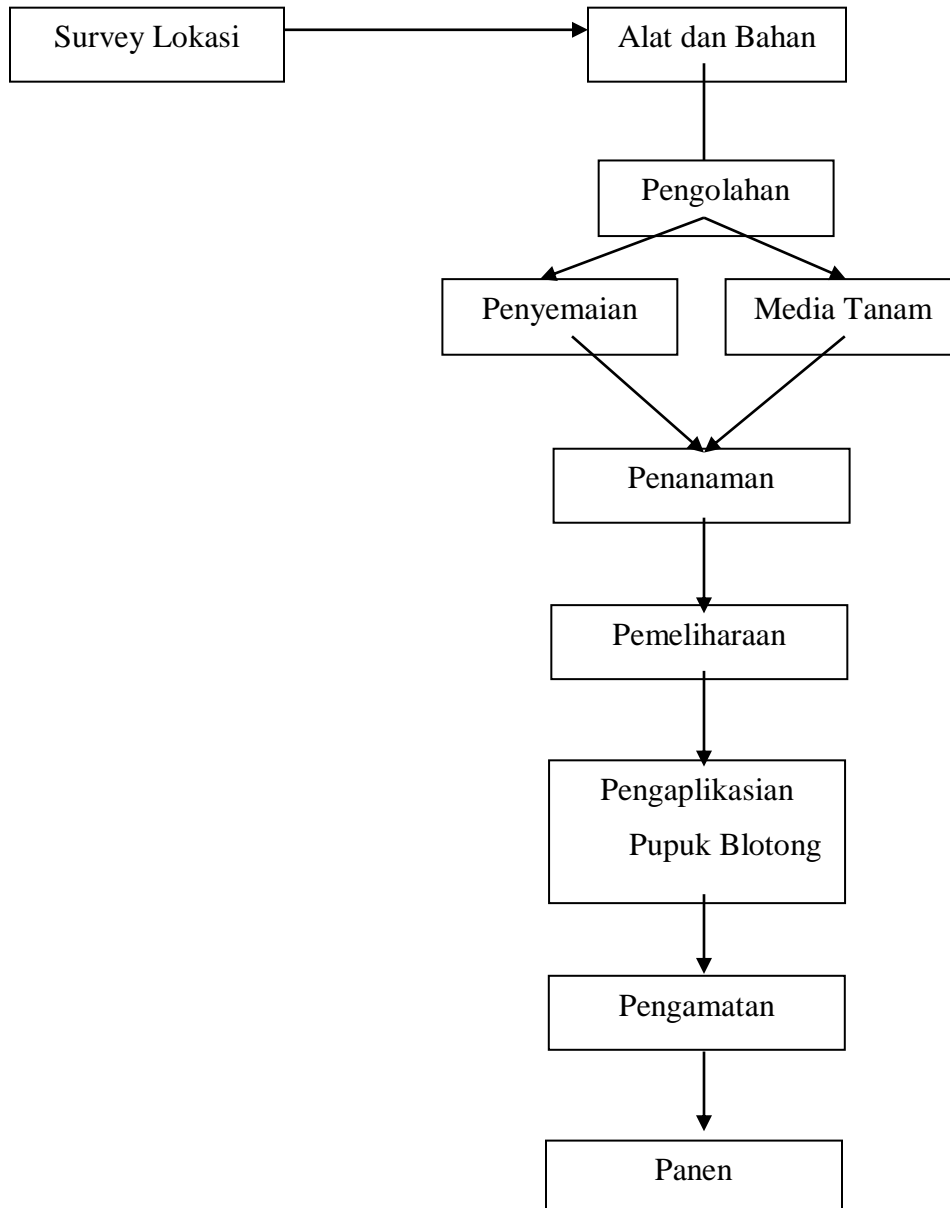 Survey Lokasi
Alat dan Bahan
Pengolahan
Penyemaian
Media Tanam
Penanaman
Pemeliharaan
Pengaplikasian
Pupuk Blotong
Pengamatan
Panen